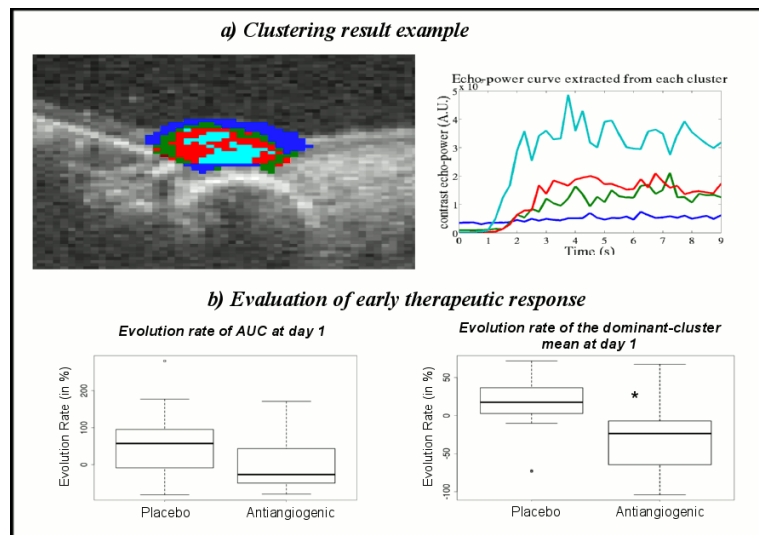 a) Clustering result example
Echo-power curve extracted from each cluster
5
4
3
2
1
0
contrast echo-power (A.U.)
0 1 2 3 4 5 6 7 8 9
Time (s)
b) Evaluation of early therapeutic response
Evolution rate of AUC at day 1
Evolution Rate (in %)
200
100
0
Placebo
Antiangiogenic
Evolution rate of the dominant-cluster
mean at day 1
Evolution Rate (in %)
50
0
-50
-100
*
Placebo
Antiangiogenic